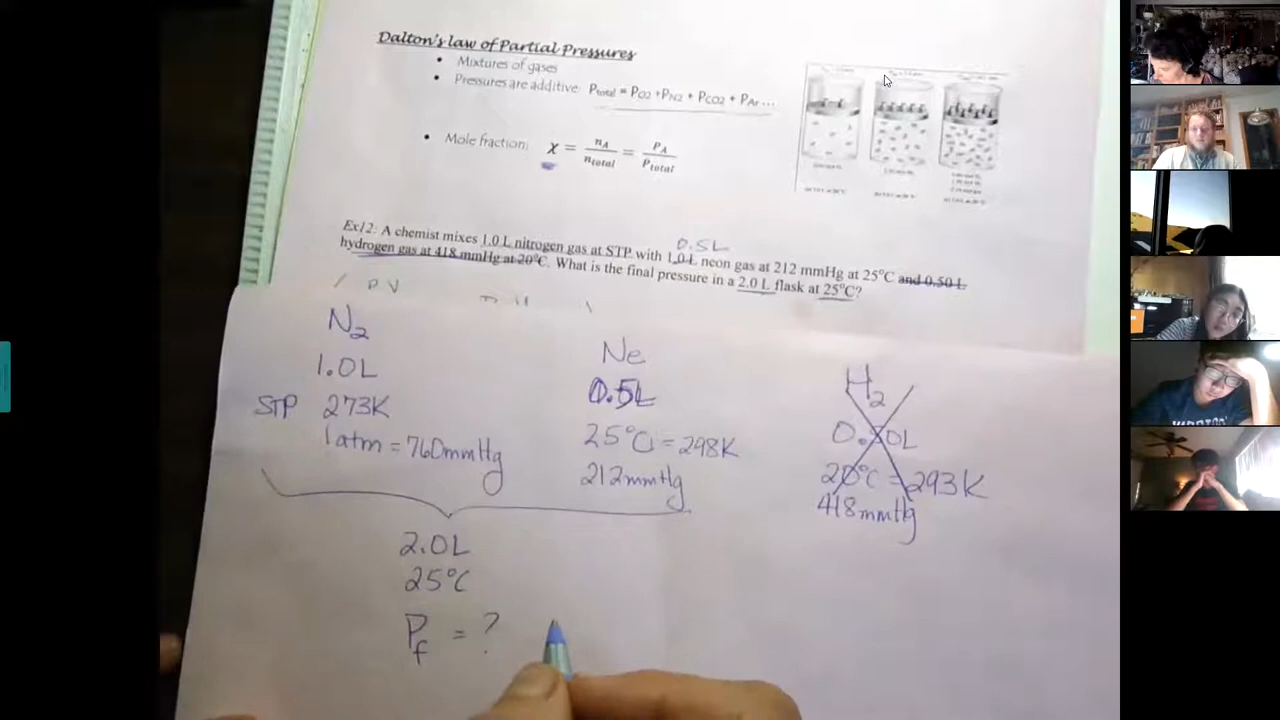 Dalton's law of Partial Pressures
• Mixtures of gases
• Pressures are additive: Ptotal = PO2 +PN2 + PCO2 + PAr ...
• Mole fraction: χ = nA/ntotal = PA/Ptotal
0.5L
Ex12: A chemist mixes 1.0 L nitrogen gas at STP with 1.0 L neon gas at 212 mmHg at 25°C and 0.50 L
hydrogen gas at 418 mmHg at 20°C. What is the final pressure in a 2.0 L flask at 25°C?
PV
N2
1.0L
STP 273K
1atm = 760mmHg
Ne
0.5L
25°C = 298K
212mmHg
H2
0.50L
20°C = 293K
418mmHg
2.0L
25°C
Pf = ?